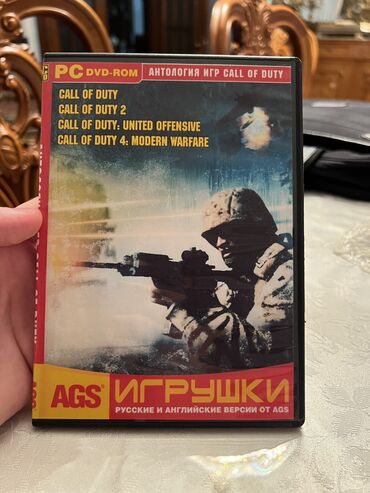 PC DVD-ROM
АНТОЛОГИЯ ИГР CALL OF DUTY
CALL OF DUTY
CALL OF DUTY 2
CALL OF DUTY: UNITED OFFENSIVE
CALL OF DUTY 4: MODERN WARFARE
AGS®
ИГРУШКИ
РУССКИЕ И АНГЛИЙСКИЕ ВЕРСИИ ОТ AGS